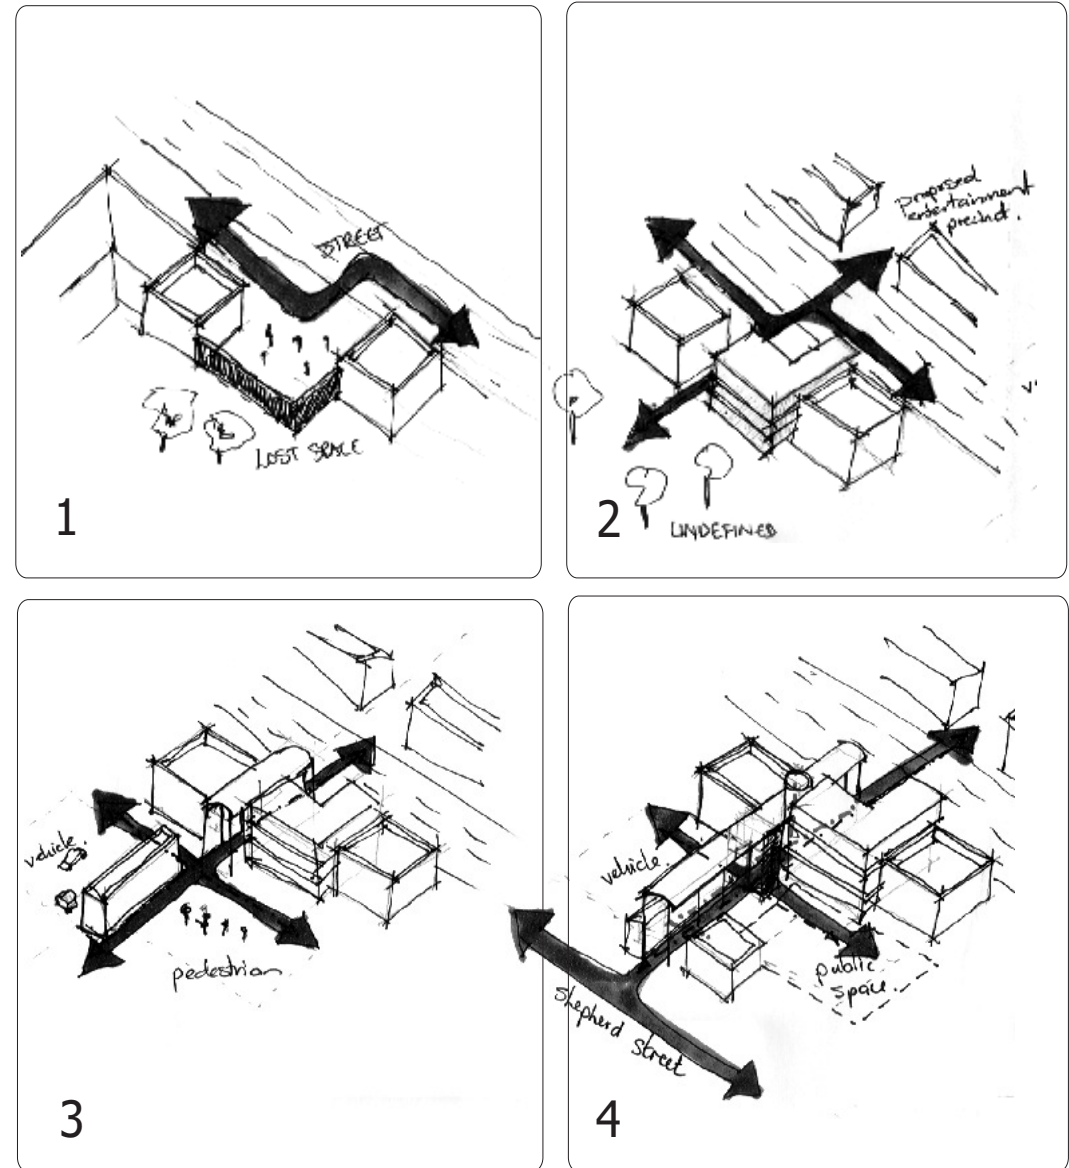 STREET
LOST SPACE
1
proposed
entertainment
precinct.
UNDEFINED
2
vehicle.
pedestrian
3
vehicle.
public
space.
Shepherd Street
4